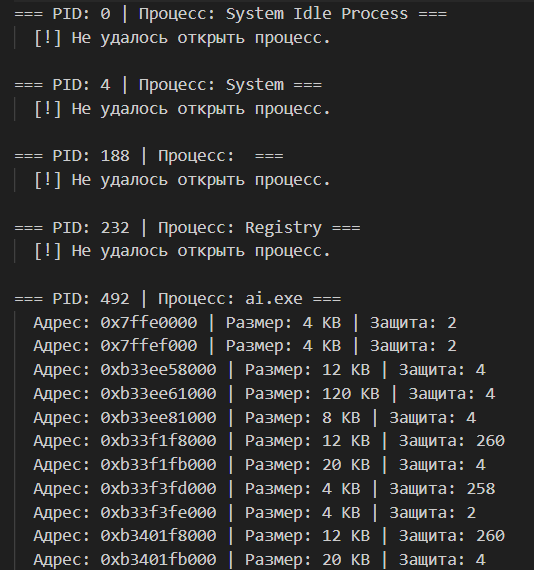 === PID: 0 | Процесс: System Idle Process ===
[!] Не удалось открыть процесс.
=== PID: 4 | Процесс: System ===
[!] Не удалось открыть процесс.
=== PID: 188 | Процесс:  ===
[!] Не удалось открыть процесс.
=== PID: 232 | Процесс: Registry ===
[!] Не удалось открыть процесс.
=== PID: 492 | Процесс: ai.exe ===
Адрес: 0x7ffe0000 | Размер: 4 KB | Защита: 2
Адрес: 0x7ffef000 | Размер: 4 KB | Защита: 2
Адрес: 0xb33ee58000 | Размер: 12 KB | Защита: 4
Адрес: 0xb33ee61000 | Размер: 120 KB | Защита: 4
Адрес: 0xb33ee81000 | Размер: 8 KB | Защита: 4
Адрес: 0xb33f1f8000 | Размер: 12 KB | Защита: 260
Адрес: 0xb33f1fb000 | Размер: 20 KB | Защита: 4
Адрес: 0xb33f3fd000 | Размер: 4 KB | Защита: 258
Адрес: 0xb33f3fe000 | Размер: 4 KB | Защита: 2
Адрес: 0xb3401f8000 | Размер: 12 KB | Защита: 260
Адрес: 0xb3401fb000 | Размер: 20 KB | Защита: 4